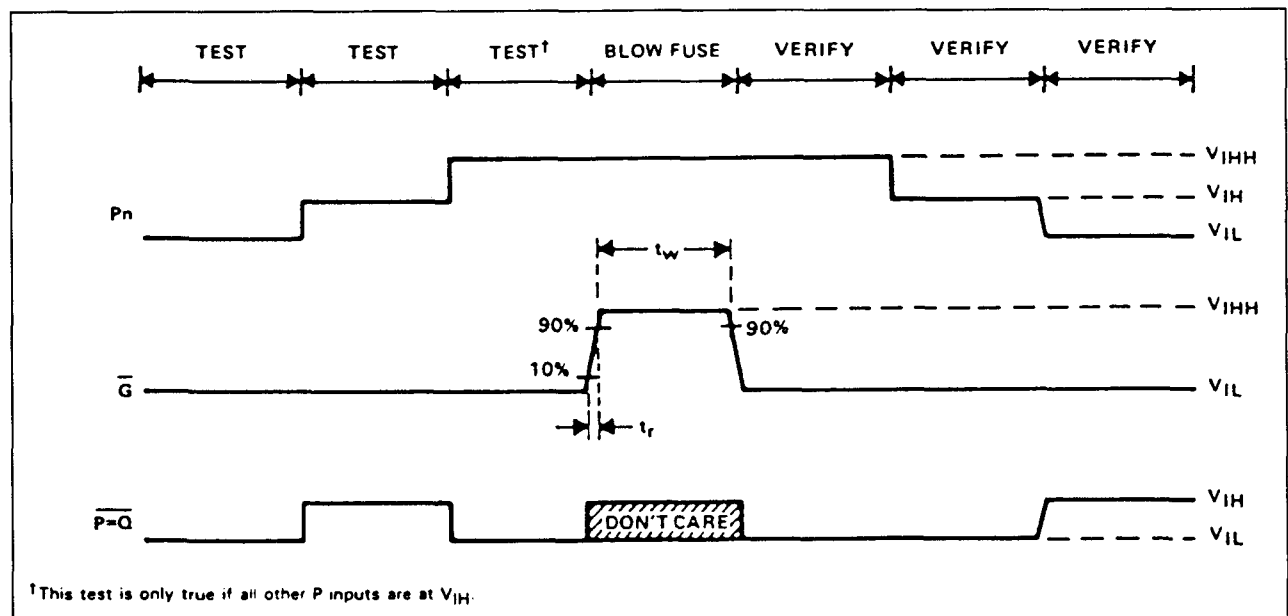 TEST TEST TEST† BLOW FUSE VERIFY VERIFY VERIFY
VIHH
VIH
Pn
VIL
tw
VIHH
90% 90%
10%
G̅
VIL
tr
VIH
P=Q̅ DON'T CARE
VIL
†This test is only true if all other P inputs are at VIH.